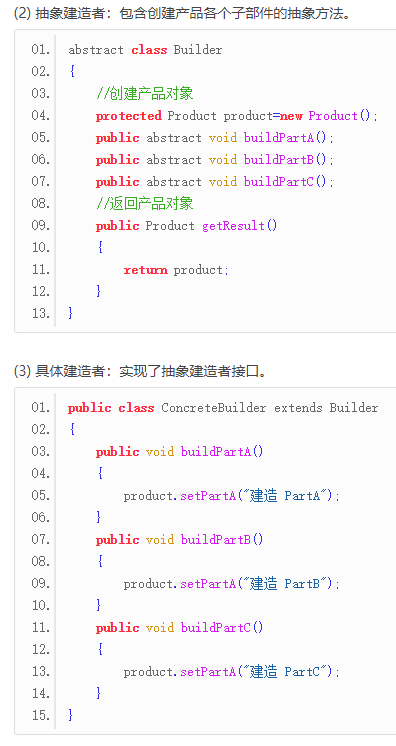 (2) 抽象建造者：包含创建产品各个子部件的抽象方法。
01. abstract class Builder
02. {
03.     //创建产品对象
04.     protected Product product=new Product();
05.     public abstract void buildPartA();
06.     public abstract void buildPartB();
07.     public abstract void buildPartC();
08.     //返回产品对象
09.     public Product getResult()
10.     {
11.         return product;
12.     }
13. }
(3) 具体建造者：实现了抽象建造者接口。
01. public class ConcreteBuilder extends Builder
02. {
03.     public void buildPartA()
04.     {
05.         product.setPartA("建造 PartA");
06.     }
07.     public void buildPartB()
08.     {
09.         product.setPartA("建造 PartB");
10.     }
11.     public void buildPartC()
12.     {
13.         product.setPartA("建造 PartC");
14.     }
15. }